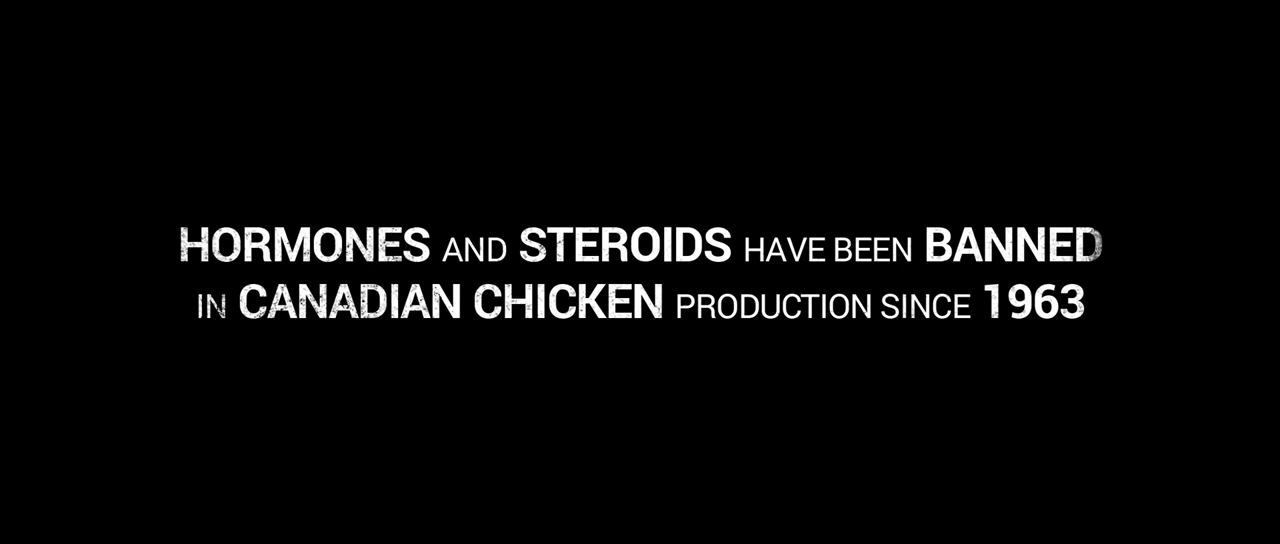 HORMONES AND STEROIDS HAVE BEEN BANNED
IN CANADIAN CHICKEN PRODUCTION SINCE 1963